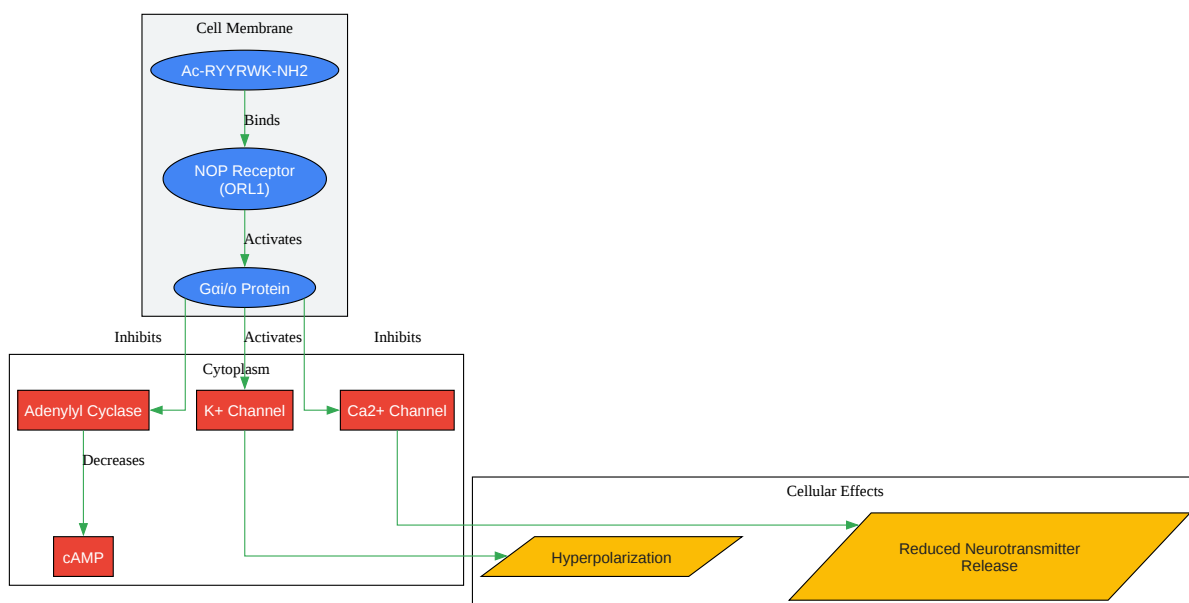 Cell Membrane
Ac-RYYRWK-NH2
Binds
NOP Receptor
(ORL1)
Activates
Gαi/o Protein
Inhibits
Activates
Inhibits
Cytoplasm
Adenylyl Cyclase
K+ Channel
Ca2+ Channel
Decreases
cAMP
Cellular Effects
Hyperpolarization
Reduced Neurotransmitter
Release